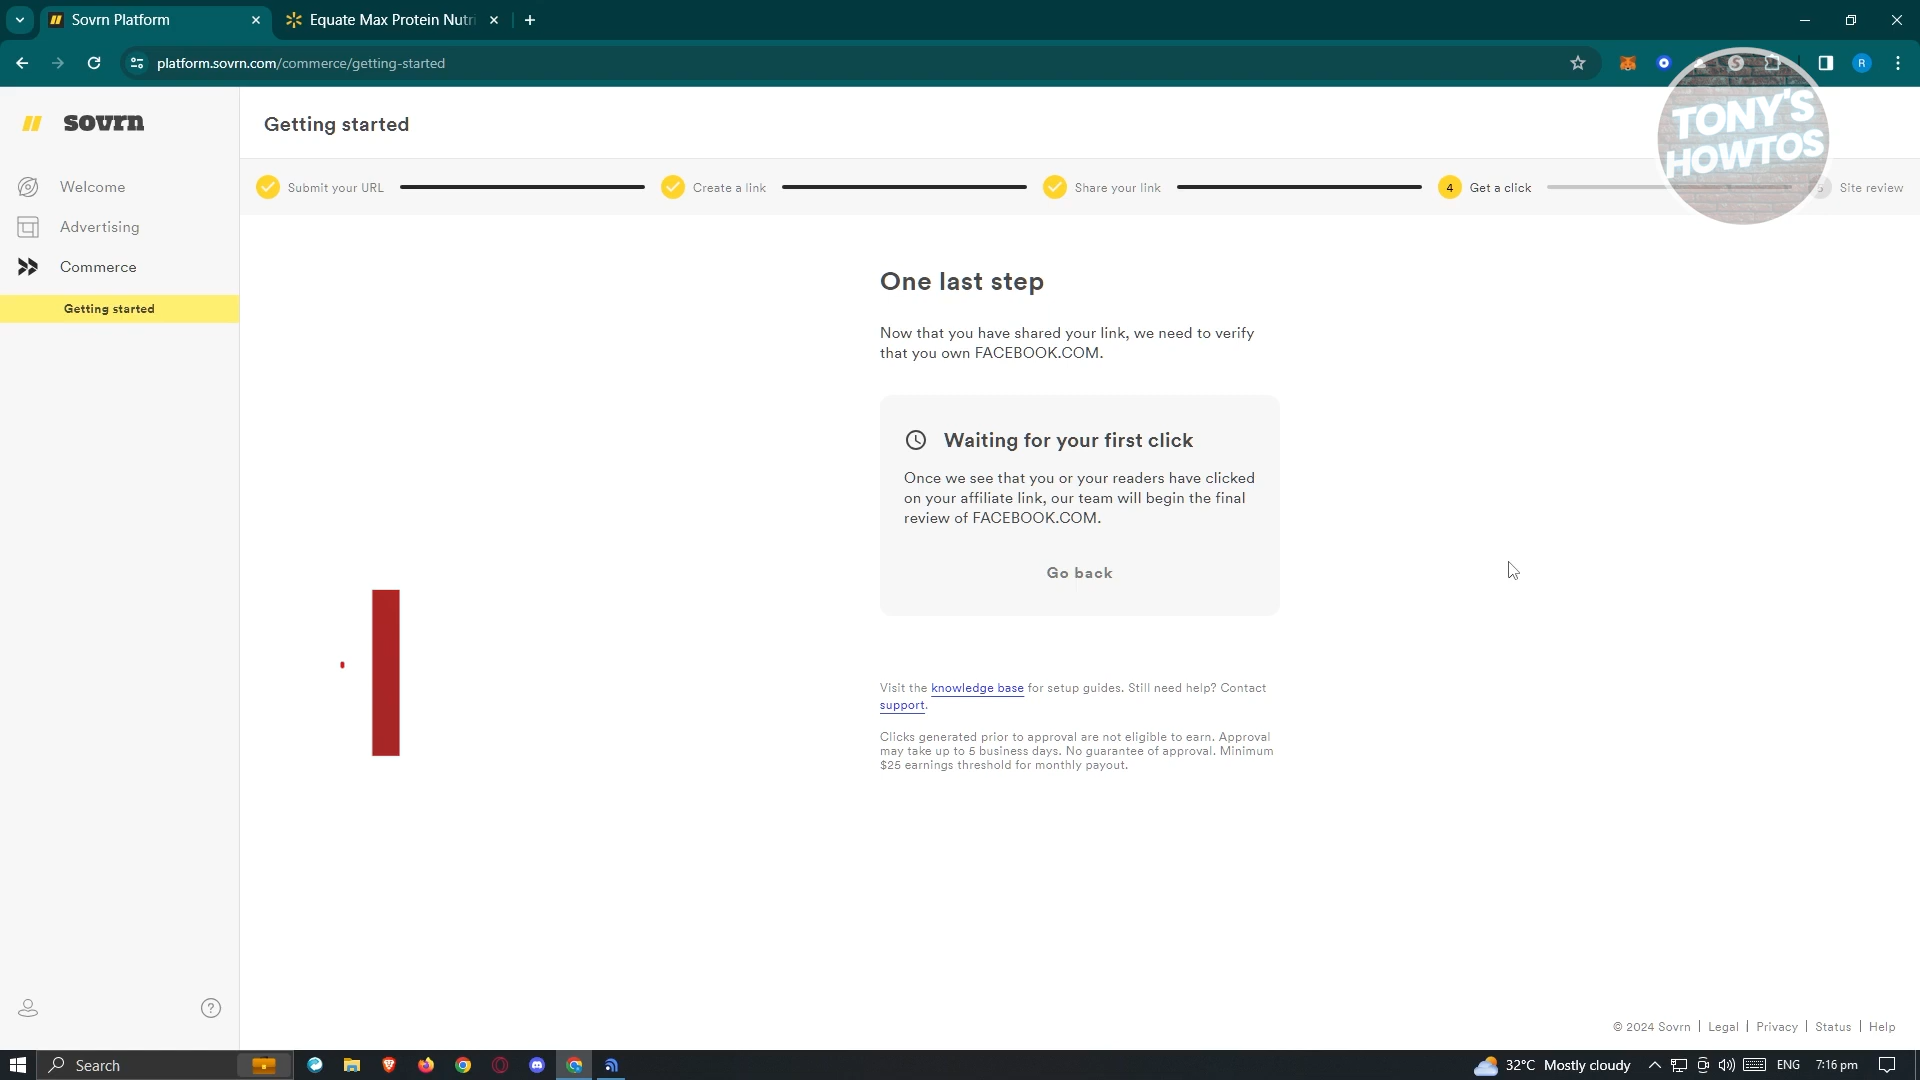 Sovrn Platform
Equate Max Protein Nutri
platform.sovrn.com/commerce/getting-started
R
TONY'S
HOWTOS
sovrn
Getting started
Submit your URL
Create a link
Share your link
4
Get a click
5
Site review
Welcome
Advertising
Commerce
Getting started
One last step
Now that you have shared your link, we need to verify
that you own FACEBOOK.COM.
Waiting for your first click
Once we see that you or your readers have clicked
on your affiliate link, our team will begin the final
review of FACEBOOK.COM.
Go back
Visit the knowledge base for setup guides. Still need help? Contact
support.
Clicks generated prior to approval are not eligible to earn. Approval
may take up to 5 business days. No guarantee of approval. Minimum
$25 earnings threshold for monthly payout.
?
© 2024 Sovrn | Legal | Privacy | Status | Help
Search
32°C Mostly cloudy
ENG
7:16 pm